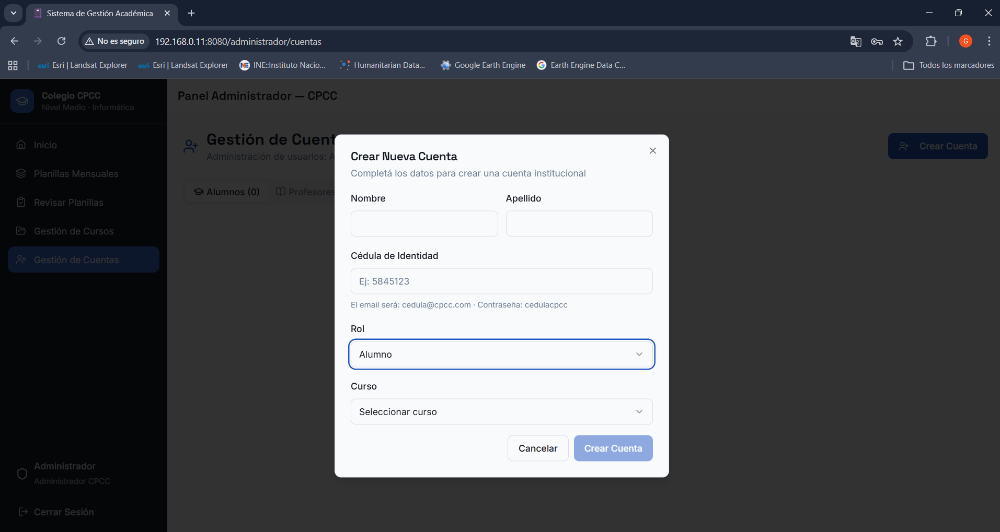 Sistema de Gestión Académica
No es seguro
192.168.0.11:8080/administrador/cuentas
G
esri Esri | Landsat Explorer
esri Esri | Landsat Explorer
INE::Instituto Nacio...
Humanitarian Data...
Google Earth Engine
Earth Engine Data C...
Todos los marcadores
Colegio CPCC
Nivel Medio · Informática
Panel Administrador — CPCC
Inicio
Planillas Mensuales
Revisar Planillas
Gestión de Cursos
Gestión de Cuentas
Administrador
Administrador CPCC
Cerrar Sesión
Gestión de Cuent
Administración de usuarios: A
Crear Cuenta
Alumnos (0)
Profesores
Crear Nueva Cuenta
Completá los datos para crear una cuenta institucional
Nombre
Apellido
Cédula de Identidad
Ej: 5845123
El email será: cedula@cpcc.com · Contraseña: cedulacpcc
Rol
Alumno
Curso
Seleccionar curso
Cancelar
Crear Cuenta